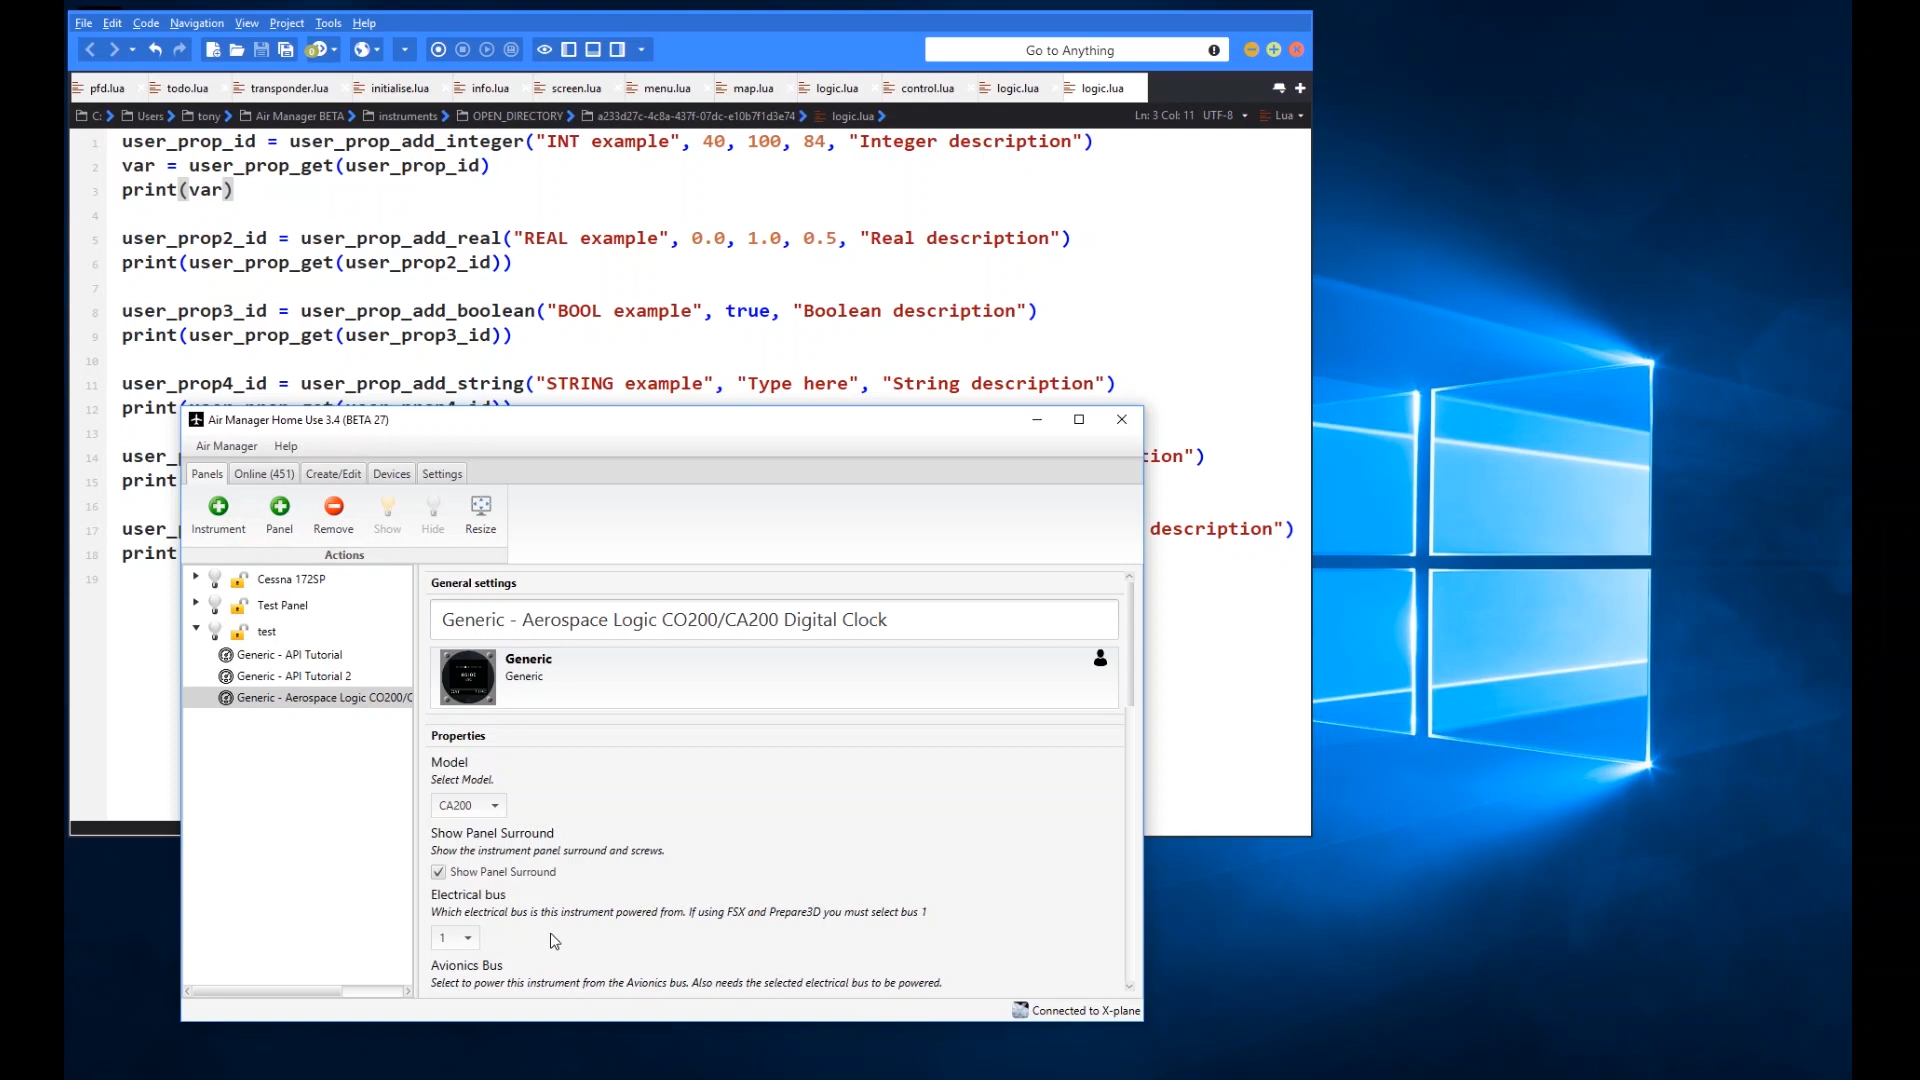 File Edit Code Navigation View Project Tools Help
Go to Anything
pfd.lua todo.lua transponder.lua initialise.lua info.lua screen.lua menu.lua map.lua logic.lua control.lua logic.lua logic.lua
C: Users tony Air Manager BETA instruments OPEN_DIRECTORY a233d27c-4c8a-437f-07dc-e10b7f1d3e74 logic.lua Ln: 3 Col: 11 UTF-8 Lua
1 user_prop_id = user_prop_add_integer("INT example", 40, 100, 84, "Integer description")
2 var = user_prop_get(user_prop_id)
3 print(var)
4
5 user_prop2_id = user_prop_add_real("REAL example", 0.0, 1.0, 0.5, "Real description")
6 print(user_prop_get(user_prop2_id))
7
8 user_prop3_id = user_prop_add_boolean("BOOL example", true, "Boolean description")
9 print(user_prop_get(user_prop3_id))
10
11 user_prop4_id = user_prop_add_string("STRING example", "Type here", "String description")
12 print(user_prop_get(user_prop4_id))
13
14 user_ tion")
15 print
16
17 user_ description")
18 print
19
Air Manager Home Use 3.4 (BETA 27)
Air Manager Help
Panels Online (451) Create/Edit Devices Settings
Instrument Panel Remove Show Hide Resize
Actions
Cessna 172SP
Test Panel
test
Generic - API Tutorial
Generic - API Tutorial 2
Generic - Aerospace Logic CO200/C
General settings
Generic - Aerospace Logic CO200/CA200 Digital Clock
Generic
Generic
Properties
Model
Select Model.
CA200
Show Panel Surround
Show the instrument panel surround and screws.
Show Panel Surround
Electrical bus
Which electrical bus is this instrument powered from. If using FSX and Prepare3D you must select bus 1
1
Avionics Bus
Select to power this instrument from the Avionics bus. Also needs the selected electrical bus to be powered.
Connected to X-plane